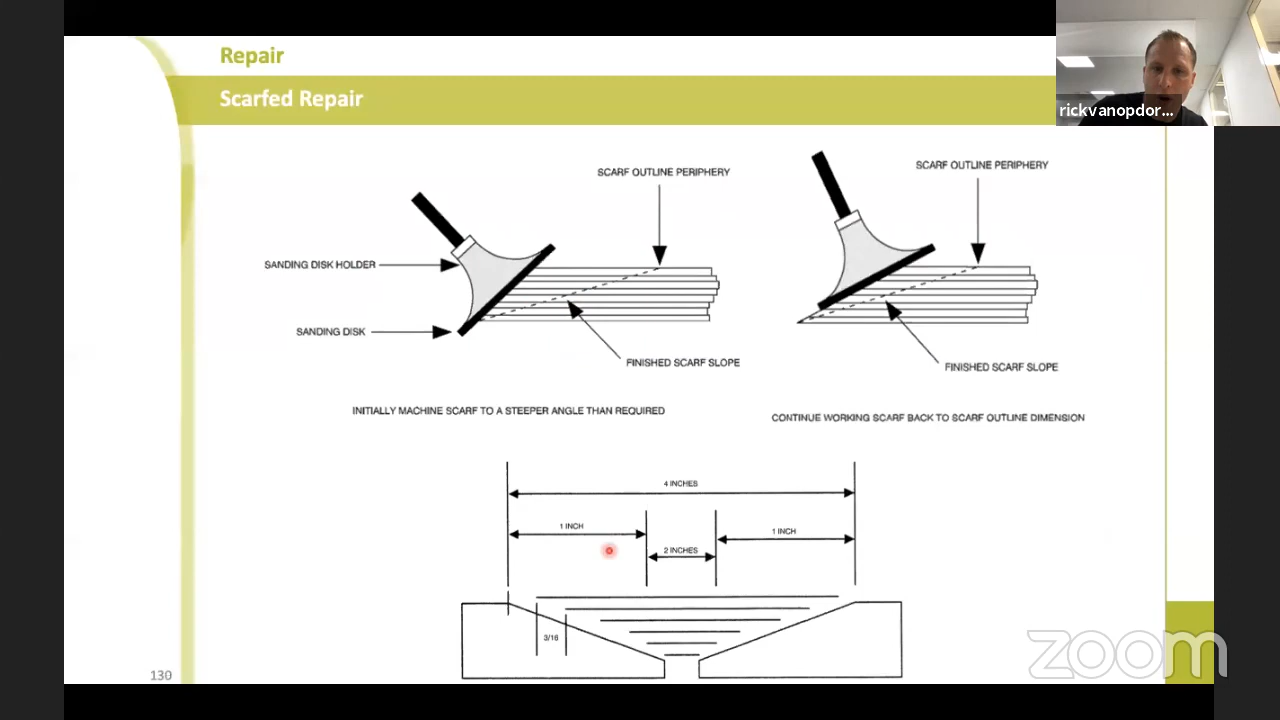 Repair
Scarfed Repair
rickvanopdor...
SCARF OUTLINE PERIPHERY
SCARF OUTLINE PERIPHERY
SANDING DISK HOLDER
SANDING DISK
FINISHED SCARF SLOPE
FINISHED SCARF SLOPE
INITIALLY MACHINE SCARF TO A STEEPER ANGLE THAN REQUIRED
CONTINUE WORKING SCARF BACK TO SCARF OUTLINE DIMENSION
4 INCHES
1 INCH
1 INCH
2 INCHES
3/16
130
zoom